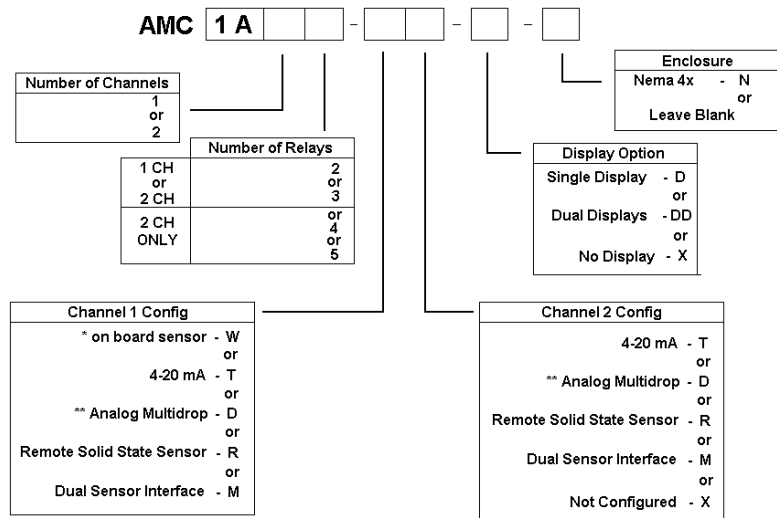 AMC 1 A - - -
Number of Channels
1
or
2
Number of Relays
1 CH
or
2 CH
2
or
3
2 CH
ONLY
or
4
or
5
Enclosure
Nema 4x - N
or
Leave Blank
Display Option
Single Display - D
or
Dual Displays - DD
or
No Display - X
Channel 1 Config
* on board sensor - W
or
4-20 mA - T
or
** Analog Multidrop - D
or
Remote Solid State Sensor - R
or
Dual Sensor Interface - M
Channel 2 Config
4-20 mA - T
or
** Analog Multidrop - D
or
Remote Solid State Sensor - R
or
Dual Sensor Interface - M
or
Not Configured - X